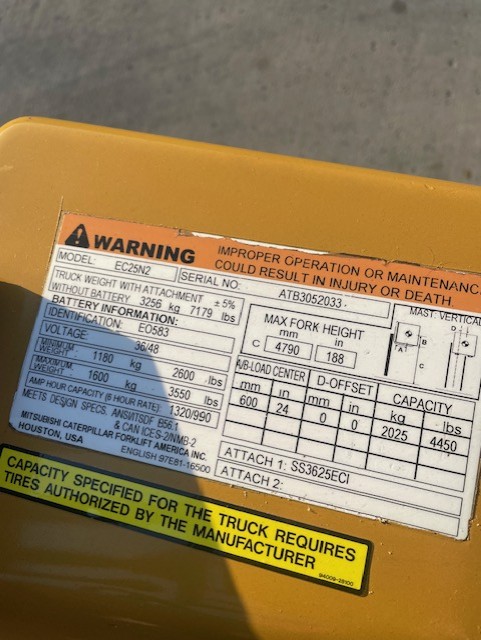 WARNING
IMPROPER OPERATION OR MAINTENANC
COULD RESULT IN INJURY OR DEATH
MODEL: EC25N2
SERIAL NO: ATB3052033
TRUCK WEIGHT WITH ATTACHMENT ± 5%
WITHOUT BATTERY 3256 kg 7179 lbs
BATTERY INFORMATION:
IDENTIFICATION: EO583
VOLTAGE: 36/48
MINIMUM WEIGHT 1180 kg 2600 lbs
MAXIMUM WEIGHT 1600 kg 3550 lbs
AMP HOUR CAPACITY (6 HOUR RATE): 1320/990
MEETS DESIGN SPECS. ANSI/ITSDF B56.1
& CAN ICES-2/NMB-2
MITSUBISHI CATERPILLAR FORKLIFT AMERICA INC.
HOUSTON, USA
ENGLISH 97E81-16500
MAX FORK HEIGHT
mm in
C 4790 188
MAST. VERTICAL
D
A B
C
A/B-LOAD CENTER D-OFFSET CAPACITY
mm in mm in kg lbs
600 24 0 0 2025 4450
ATTACH 1: SS3625ECI
ATTACH 2:
CAPACITY SPECIFIED FOR THE TRUCK REQUIRES
TIRES AUTHORIZED BY THE MANUFACTURER
94009-28100